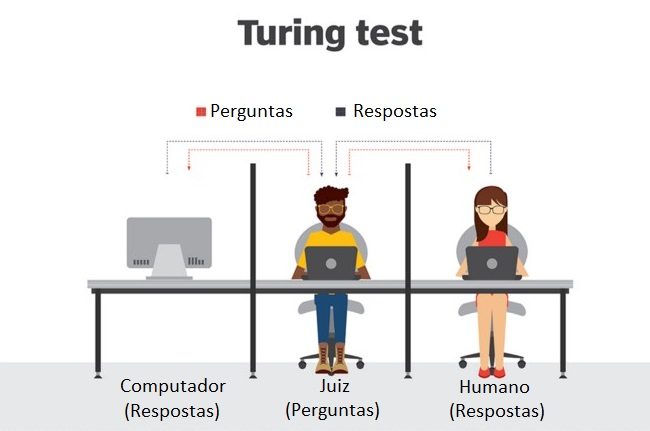 Turing test
Perguntas
Respostas
Computador
(Respostas)
Juiz
(Perguntas)
Humano
(Respostas)